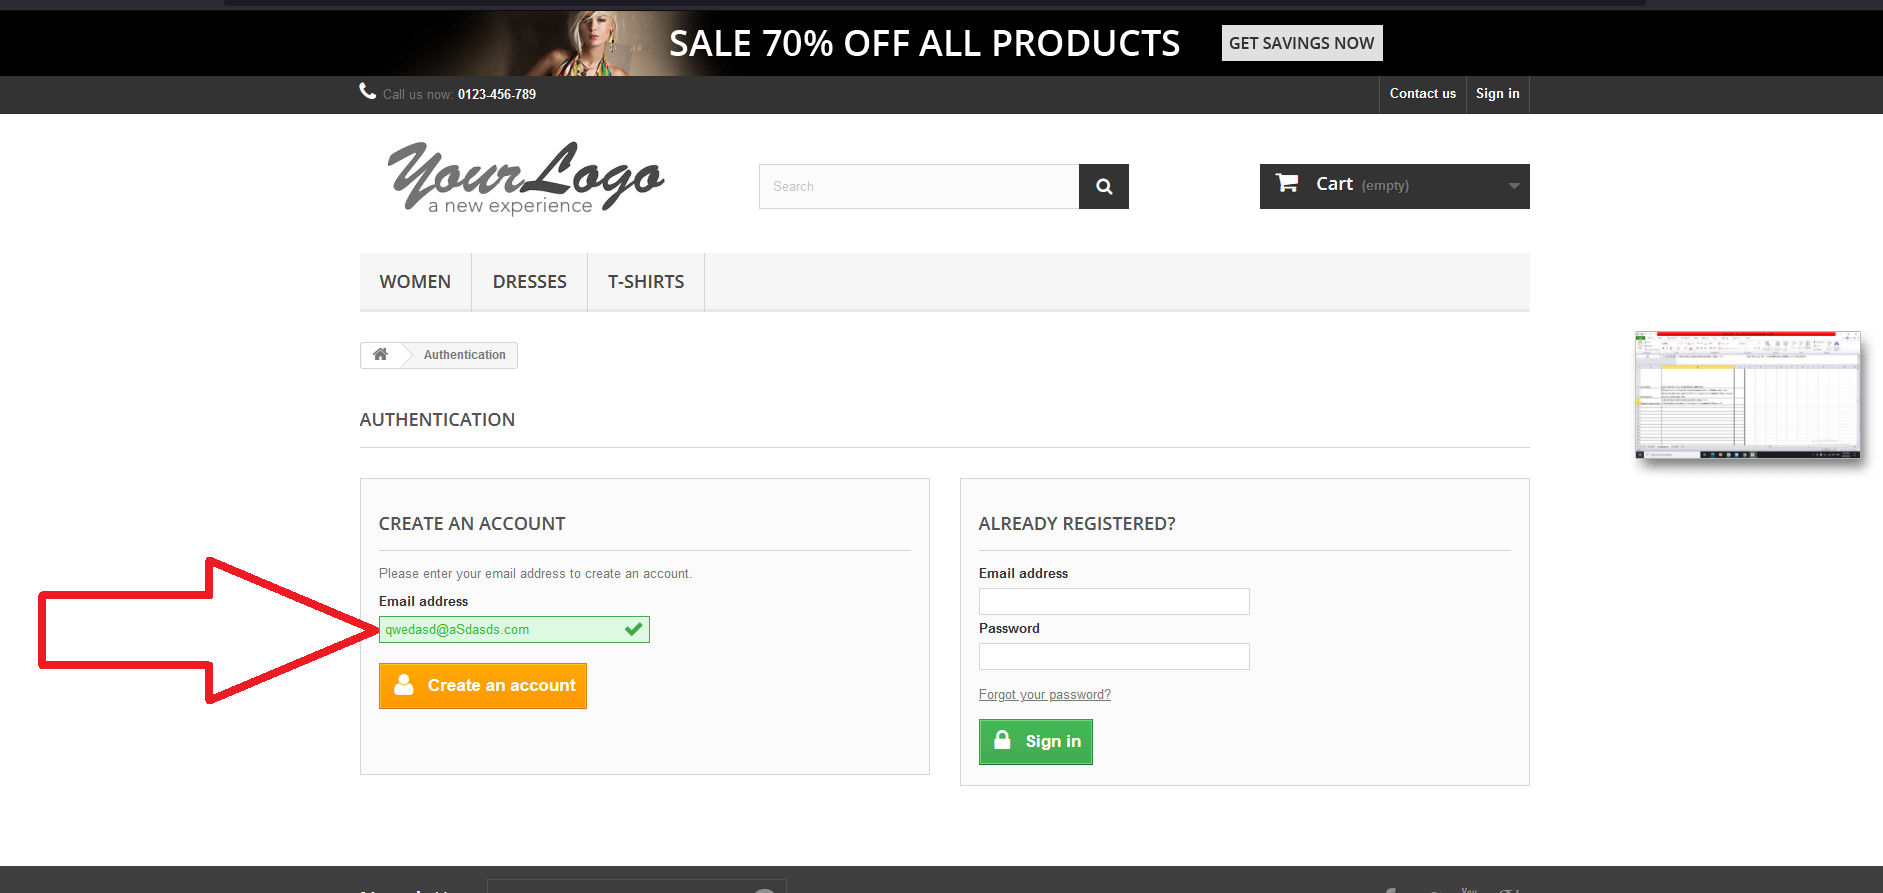 SALE 70% OFF ALL PRODUCTS
GET SAVINGS NOW
Call us now: 0123-456-789
Contact us
Sign in
YourLogo
a new experience
Search
Cart (empty)
WOMEN
DRESSES
T-SHIRTS
Authentication
AUTHENTICATION
CREATE AN ACCOUNT
Please enter your email address to create an account.
Email address
qwedasd@aSdasds.com
Create an account
ALREADY REGISTERED?
Email address
Password
Forgot your password?
Sign in